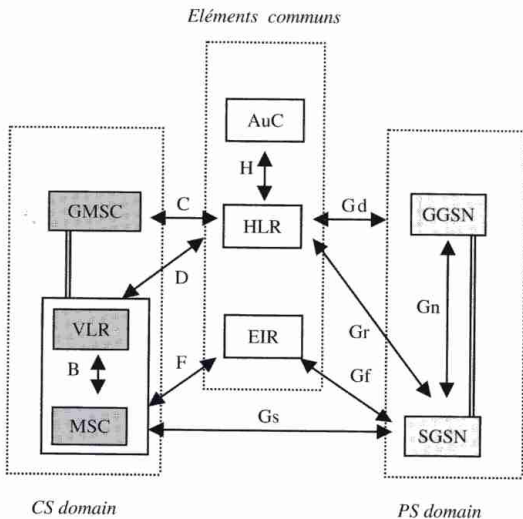 Eléments communs
AuC
H
C
GMSC
HLR
Gd
GGSN
D
Gr
Gn
VLR
EIR
B
F
Gf
MSC
Gs
SGSN
CS domain
PS domain